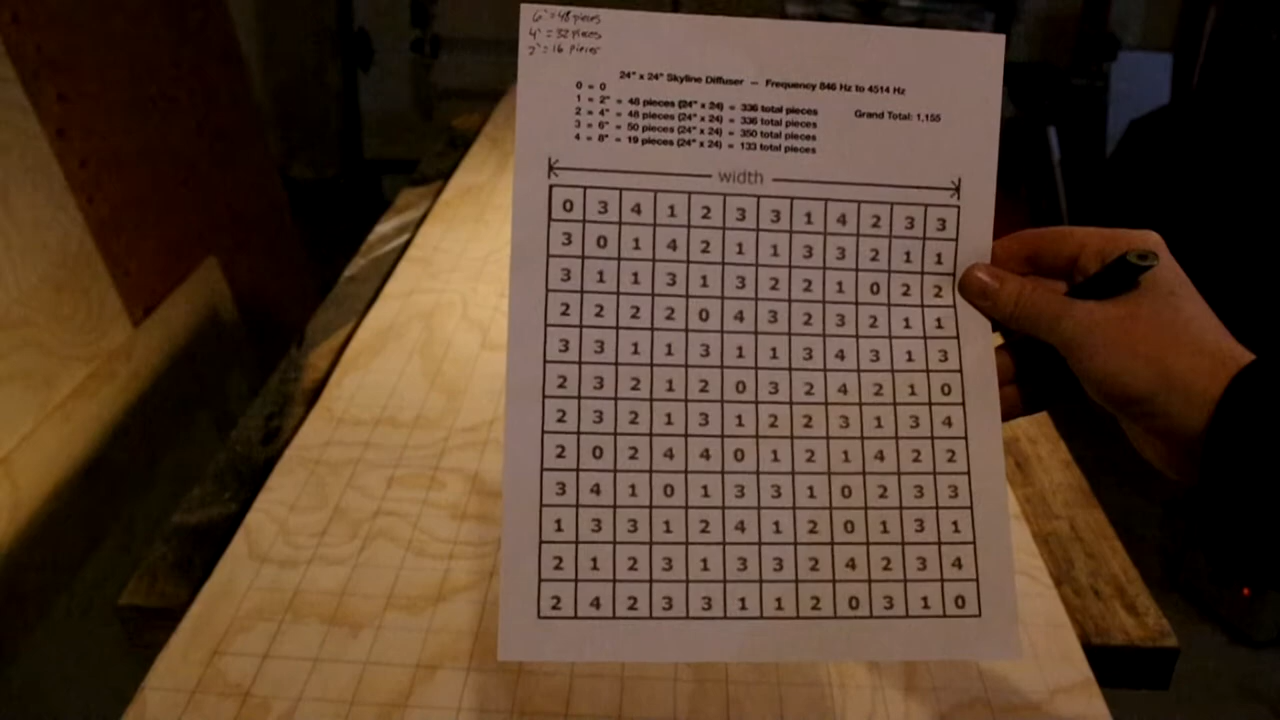 6" = 48 pieces
4" = 32 pieces
2" = 16 pieces
24" x 24" Skyline Diffuser — Frequency 846 Hz to 4514 Hz
0 = 0
1 = 2" = 48 pieces (24" x 24) = 336 total pieces
2 = 4" = 48 pieces (24" x 24) = 336 total pieces
3 = 6" = 50 pieces (24" x 24) = 350 total pieces
4 = 8" = 19 pieces (24" x 24) = 133 total pieces
Grand Total: 1,155
width
0 3 4 1 2 3 3 1 4 2 3 3
3 0 1 4 2 1 1 3 3 2 1 1
3 1 1 3 1 3 2 2 1 0 2 2
2 2 2 2 0 4 3 2 3 2 1 1
3 3 1 1 3 1 1 3 4 3 1 3
2 3 2 1 2 0 3 2 4 2 1 0
2 3 2 1 3 1 2 2 3 1 3 4
2 0 2 4 4 0 1 2 1 4 2 2
3 4 1 0 1 3 3 1 0 2 3 3
1 3 3 1 2 4 1 2 0 1 3 1
2 1 2 3 1 3 3 2 4 2 3 4
2 4 2 3 3 1 1 2 0 3 1 0